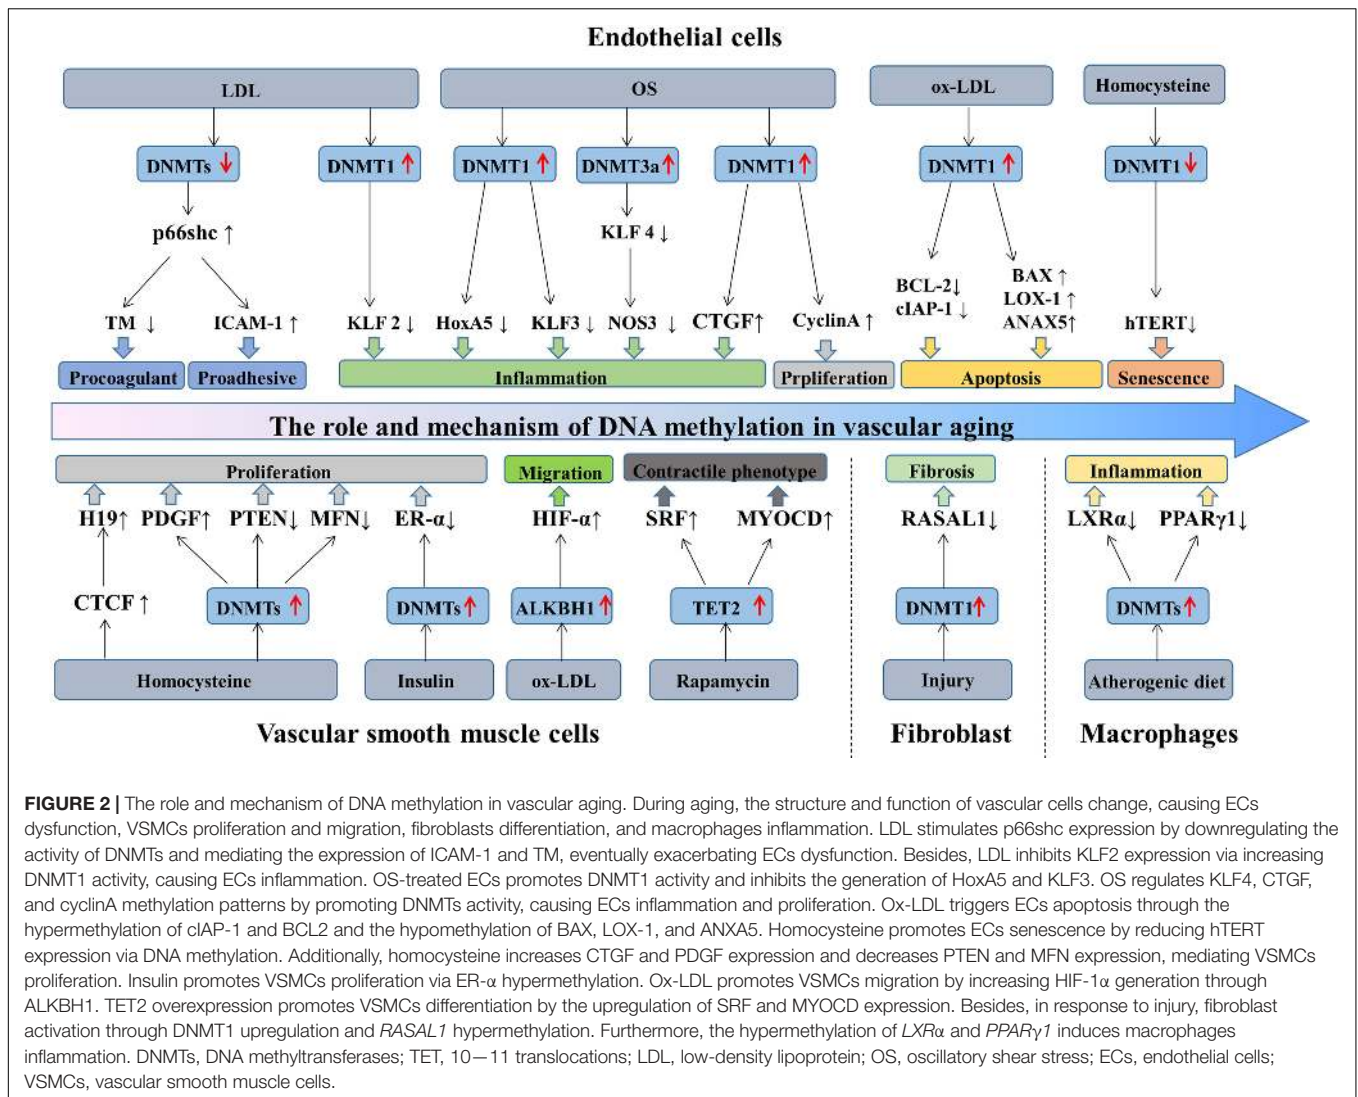 Endothelial cells
LDL
OS
ox-LDL
Homocysteine
DNMTs ↓
DNMT1 ↑
DNMT1 ↑
DNMT3a ↑
DNMT1 ↑
DNMT1 ↑
DNMT1 ↓
p66shc ↑
KLF 4 ↓
BCL-2↓
cIAP-1 ↓
BAX ↑
LOX-1 ↑
ANAX5↑
TM ↓
ICAM-1 ↑
KLF 2 ↓
HoxA5 ↓
KLF3 ↓
NOS3 ↓
CTGF↑
CyclinA ↑
hTERT↓
Procoagulant
Proadhesive
Inflammation
Prpliferation
Apoptosis
Senescence
The role and mechanism of DNA methylation in vascular aging
Proliferation
Migration
Contractile phenotype
Fibrosis
Inflammation
H19↑
PDGF↑
PTEN↓
MFN↓
ER-α↓
HIF-α↑
SRF↑
MYOCD↑
RASAL1↓
LXRα↓
PPARγ1↓
CTCF ↑
DNMTs ↑
DNMTs ↑
ALKBH1 ↑
TET2 ↑
DNMT1↑
DNMTs ↑
Homocysteine
Insulin
ox-LDL
Rapamycin
Injury
Atherogenic diet
Vascular smooth muscle cells
Fibroblast
Macrophages
FIGURE 2 | The role and mechanism of DNA methylation in vascular aging. During aging, the structure and function of vascular cells change, causing ECs
dysfunction, VSMCs proliferation and migration, fibroblasts differentiation, and macrophages inflammation. LDL stimulates p66shc expression by downregulating the
activity of DNMTs and mediating the expression of ICAM-1 and TM, eventually exacerbating ECs dysfunction. Besides, LDL inhibits KLF2 expression via increasing
DNMT1 activity, causing ECs inflammation. OS-treated ECs promotes DNMT1 activity and inhibits the generation of HoxA5 and KLF3. OS regulates KLF4, CTGF,
and cyclinA methylation patterns by promoting DNMTs activity, causing ECs inflammation and proliferation. Ox-LDL triggers ECs apoptosis through the
hypermethylation of cIAP-1 and BCL2 and the hypomethylation of BAX, LOX-1, and ANXA5. Homocysteine promotes ECs senescence by reducing hTERT
expression via DNA methylation. Additionally, homocysteine increases CTCF and PDGF expression and decreases PTEN and MFN expression, mediating VSMCs
proliferation. Insulin promotes VSMCs proliferation via ER-α hypermethylation. Ox-LDL promotes VSMCs migration by increasing HIF-1α generation through
ALKBH1. TET2 overexpression promotes VSMCs differentiation by the upregulation of SRF and MYOCD expression. Besides, in response to injury, fibroblast
activation through DNMT1 upregulation and RASAL1 hypermethylation. Furthermore, the hypermethylation of LXRα and PPARγ1 induces macrophages
inflammation. DNMTs, DNA methyltransferases; TET, 10—11 translocations; LDL, low-density lipoprotein; OS, oscillatory shear stress; ECs, endothelial cells;
VSMCs, vascular smooth muscle cells.